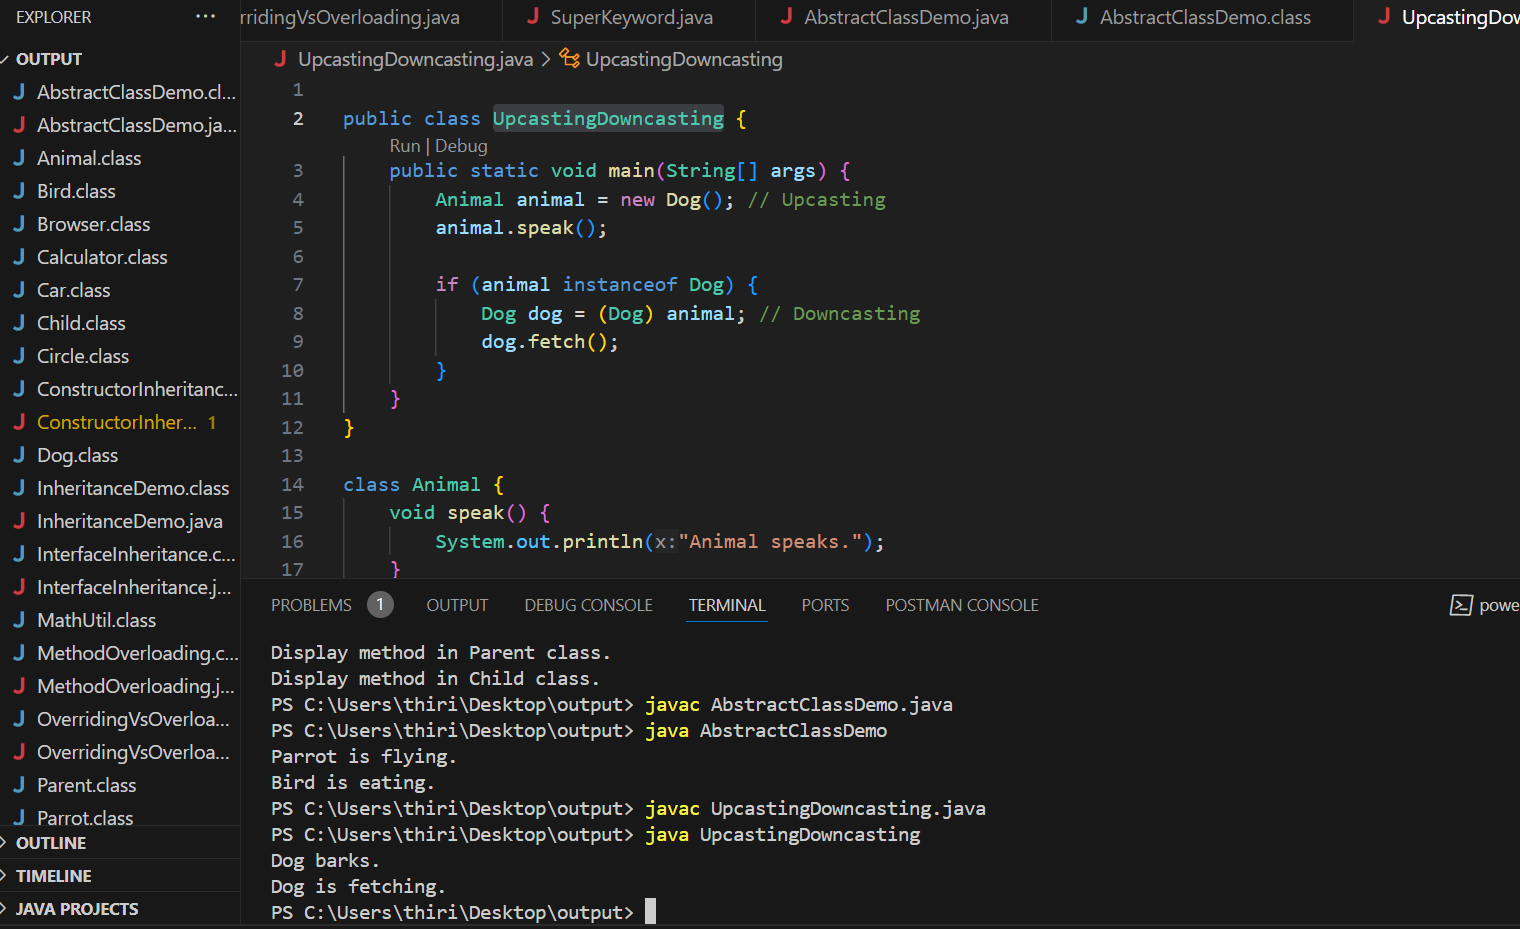 EXPLORER
...
OUTPUT
AbstractClassDemo.cl...
AbstractClassDemo.ja...
Animal.class
Bird.class
Browser.class
Calculator.class
Car.class
Child.class
Circle.class
ConstructorInheritanc...
ConstructorInher... 1
Dog.class
InheritanceDemo.class
InheritanceDemo.java
InterfaceInheritance.c...
InterfaceInheritance.j...
MathUtil.class
MethodOverloading.c...
MethodOverloading.j...
OverridingVsOverloa...
OverridingVsOverloa...
Parent.class
Parrot.class
OUTLINE
TIMELINE
JAVA PROJECTS
rridingVsOverloading.java
J SuperKeyword.java
J AbstractClassDemo.java
J AbstractClassDemo.class
J UpcastingDow
J UpcastingDowncasting.java > UpcastingDowncasting
1
2 public class UpcastingDowncasting {
Run | Debug
3 public static void main(String[] args) {
4 Animal animal = new Dog(); // Upcasting
5 animal.speak();
6
7 if (animal instanceof Dog) {
8 Dog dog = (Dog) animal; // Downcasting
9 dog.fetch();
10 }
11 }
12 }
13
14 class Animal {
15 void speak() {
16 System.out.println(x:"Animal speaks.");
17 }
PROBLEMS 1 OUTPUT DEBUG CONSOLE TERMINAL PORTS POSTMAN CONSOLE powe
Display method in Parent class.
Display method in Child class.
PS C:\Users\thiri\Desktop\output> javac AbstractClassDemo.java
PS C:\Users\thiri\Desktop\output> java AbstractClassDemo
Parrot is flying.
Bird is eating.
PS C:\Users\thiri\Desktop\output> javac UpcastingDowncasting.java
PS C:\Users\thiri\Desktop\output> java UpcastingDowncasting
Dog barks.
Dog is fetching.
PS C:\Users\thiri\Desktop\output>